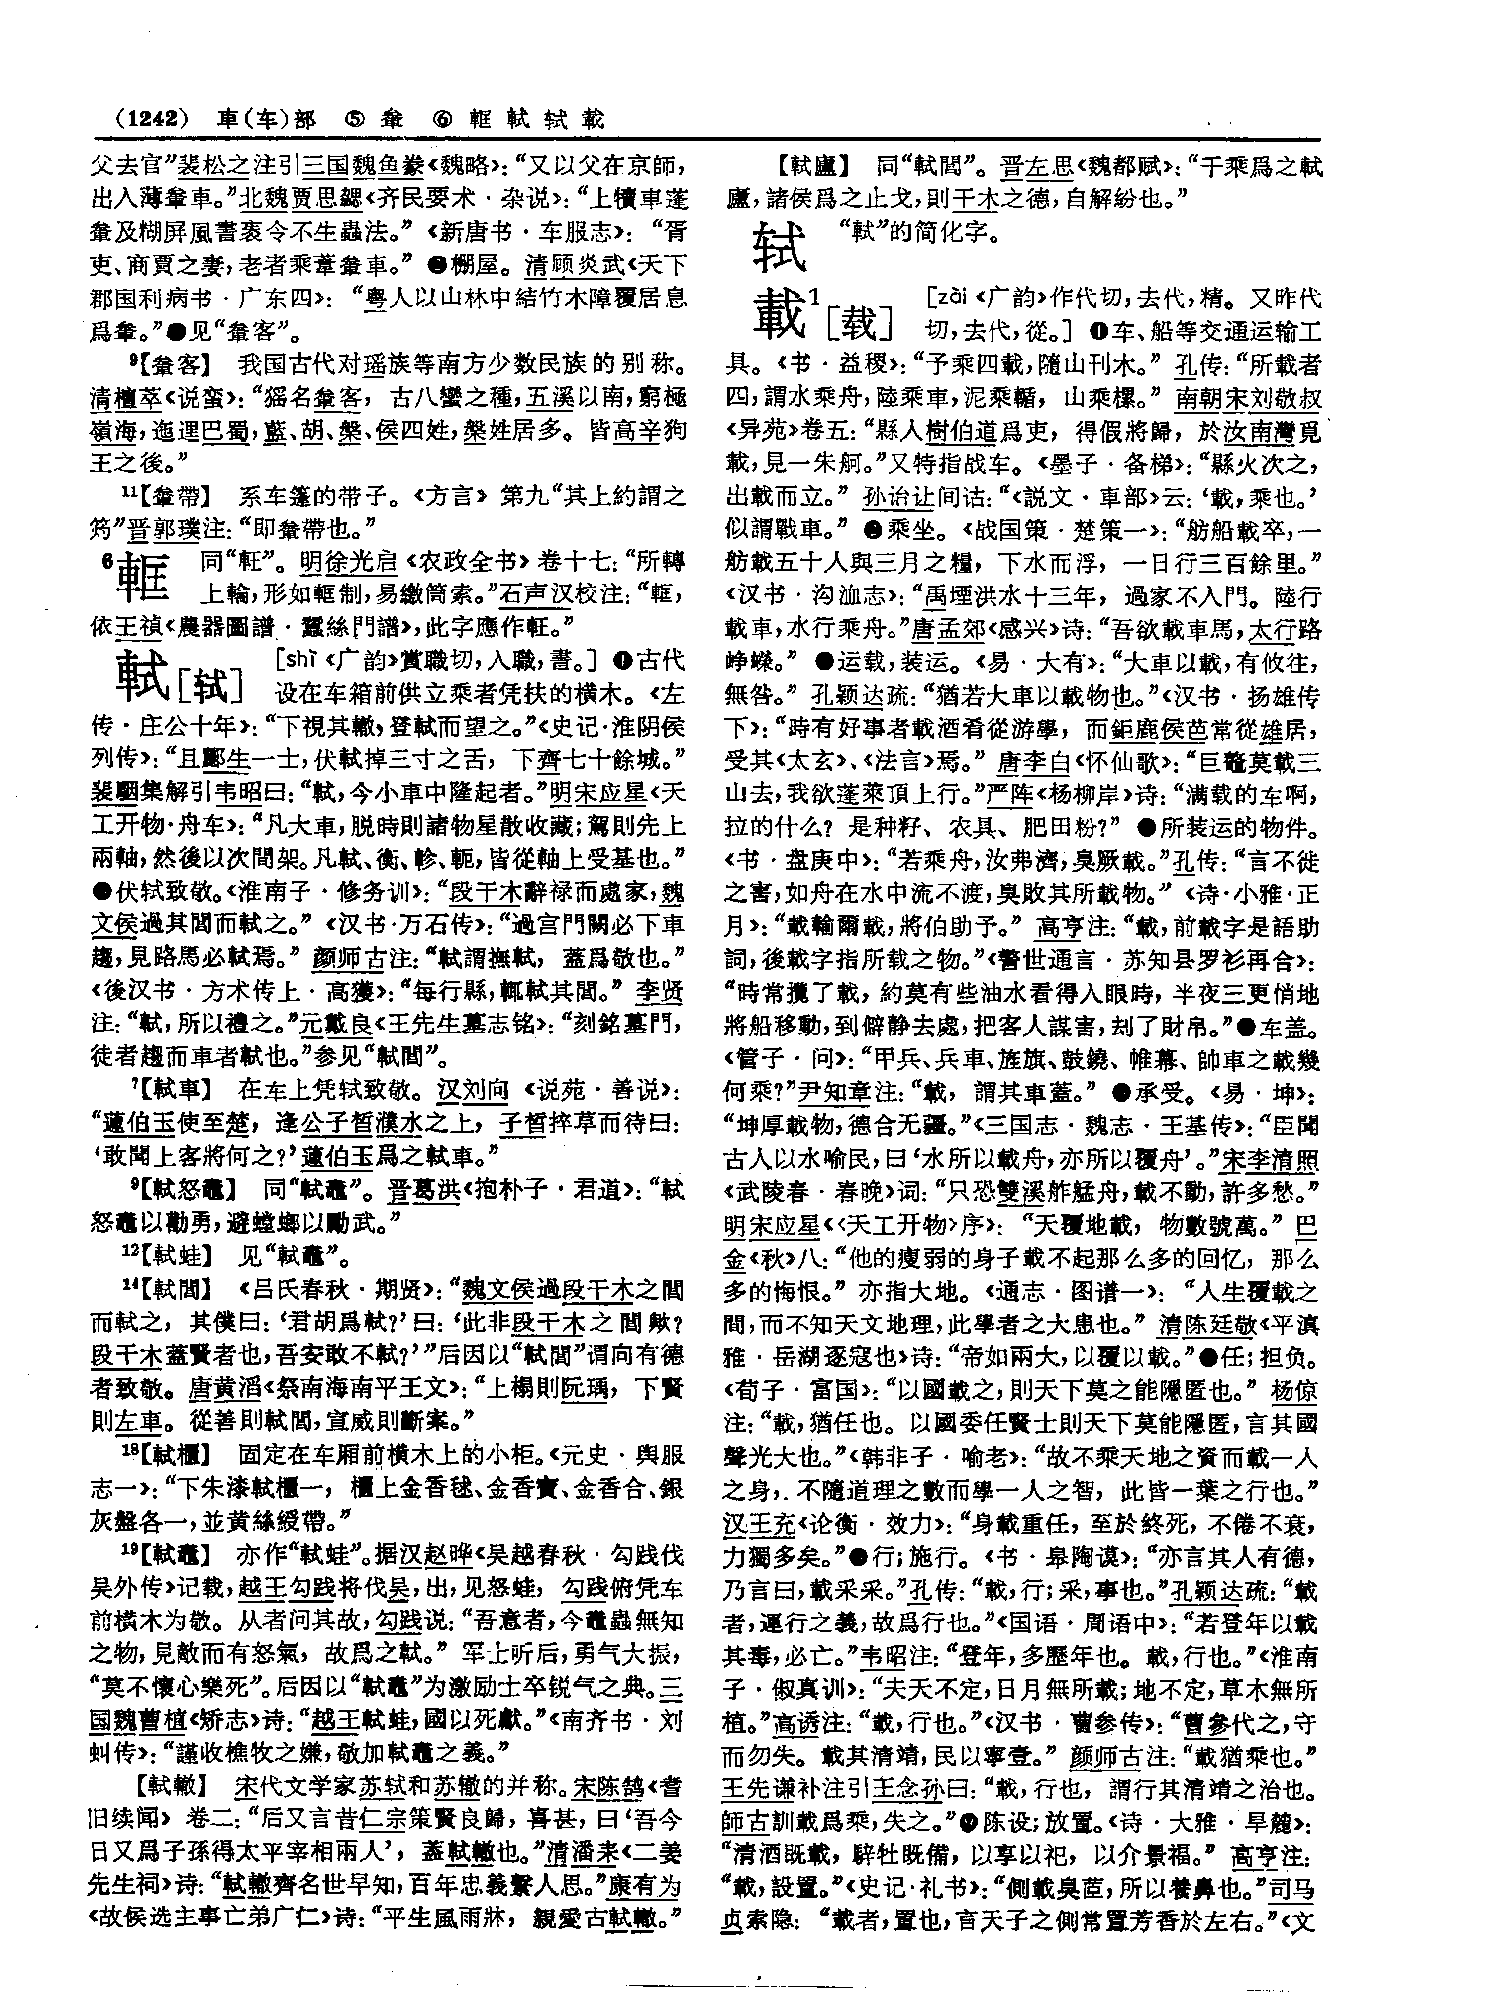 (1242) 車(车)部 ⑤ 軬 ⑥ 軭 軾 轼 載
父去官”裴松之注引三国魏鱼豢《魏略》:“又以父在京師,
出入薄軬車。”北魏贾思勰《齐民要术·杂说》:“上犢車蓬
軬及糊屏風書袠令不生蟲法。”《新唐书·车服志》:“胥
吏、商賈之妻,老者乘葦軬車。”❷棚屋。清顾炎武《天下
郡国利病书·广东四》:“粤人以山林中結竹木障覆居息
爲軬。”●见“軬客”。
⁹【軬客】 我国古代对瑶族等南方少数民族的别称。
清檀萃《说蛮》:“猺名軬客,古八蠻之種,五溪以南,窮極
嶺海,迤逦巴蜀,藍、胡、槃、侯四姓,槃姓居多。皆高辛狗
王之後。”
¹¹【軬帶】 系车篷的带子。《方言》第九“其上約謂之
筠”晋郭璞注:“即軬帶也。”
⁶軭 同“軖”。明徐光启《农政全书》卷十七:“所轉
上輪,形如軭制,易繳筒索。”石声汉校注:“軭,
依王禎《農器圖譜·蠶絲門譜》,此字應作軖。”
軾[轼] [shì《广韵》賞職切,入職,書。]❶古代
设在车箱前供立乘者凭扶的横木。《左
传·庄公十年》:“下視其轍,登軾而望之。”《史记·淮阴侯
列传》:“且酈生一士,伏軾掉三寸之舌,下齊七十餘城。”
裴駰集解引韦昭曰:“軾,今小車中隆起者。”明宋应星《天
工开物·舟车》:“凡大車,脱時則諸物星散收藏;駕則先上
兩軸,然後以次間架。凡軾、衡、軫、軛,皆從軸上受基也。”
●伏轼致敬。《淮南子·修务训》:“段干木辭禄而處家,魏
文侯過其閭而軾之。”《汉书·万石传》:“過宫門闕必下車
趨,見路馬必軾焉。”颜师古注:“軾謂撫軾,蓋爲敬也。”
《後汉书·方术传上·高獲》:“每行縣,輒軾其閭。”李贤
注:“軾,所以禮之。”元戴良《王先生墓志铭》:“刻銘墓門,
徒者趨而車者軾也。”参见“軾閭”。
⁷【軾車】 在车上凭轼致敬。汉刘向《说苑·善说》:
“蘧伯玉使至楚,逢公子皙濮水之上,子皙捽草而待曰:
‘敢聞上客將何之?’蘧伯玉爲之軾車。”
⁹【軾怒鼃】 同“軾鼃”。晋葛洪《抱朴子·君道》:“軾
怒鼃以勸勇,避螳螂以勵武。”
¹²【軾蛙】 见“軾鼃”。
¹⁴【軾閭】 《吕氏春秋·期贤》:“魏文侯過段干木之閭
而軾之,其僕曰:‘君胡爲軾?’曰:‘此非段干木之閭歟?
段干木蓋賢者也,吾安敢不軾?’”后因以“軾閭”谓向有德
者致敬。唐黄滔《祭南海南平王文》:“上榻則阮瑀,下賢
則左車。從善則軾閭,宣威則斷案。”
¹⁸【軾櫃】 固定在车厢前横木上的小柜。《元史·舆服
志一》:“下朱漆軾櫃一,櫃上金香毬、金香寶、金香合、銀
灰盤各一,並黄絲綬帶。”
¹⁹【軾鼃】 亦作“軾蛙”。据汉赵晔《吴越春秋·勾践伐
吴外传》记载,越王勾践将伐吴,出,见怒蛙,勾践俯凭车
前横木为敬。从者问其故,勾践说:“吾意者,今鼃蟲無知
之物,見敵而有怒氣,故爲之軾。”军士听后,勇气大振,
“莫不懷心樂死”。后因以“軾鼃”为激励士卒锐气之典。三
国魏曹植《矫志》诗:“越王軾蛙,國以死獻。”《南齐书·刘
虯传》:“謹收樵牧之嫌,敬加軾鼃之義。”
【軾轍】 宋代文学家苏轼和苏辙的并称。宋陈鹄《耆
旧续闻》卷二:“后又言昔仁宗策賢良歸,喜甚,曰‘吾今
日又爲子孫得太平宰相兩人’,蓋軾轍也。”清潘耒《二姜
先生祠》诗:“軾轍齊名世早知,百年忠義繫人思。”康有为
《故侯选主事亡弟广仁》诗:“平生風雨牀,親愛古軾轍。”
【軾廬】 同“軾閭”。晋左思《魏都赋》:“千乘爲之軾
廬,諸侯爲之止戈,則干木之德,自解紛也。”
轼 “軾”的简化字。
載¹[载] [zài《广韵》作代切,去代,精。又昨代
切,去代,從。]❶车、船等交通运输工
具。《书·益稷》:“予乘四載,隨山刊木。”孔传:“所載者
四,謂水乘舟,陸乘車,泥乘輴,山乘樏。”南朝宋刘敬叔
《异苑》卷五:“縣人樹伯道爲吏,得假將歸,於汝南灣覓
載,見一朱舸。”又特指战车。《墨子·备梯》:“縣火次之,
出載而立。”孙诒让间诂:“《說文·車部》云:‘載,乘也。’
似謂戰車。”❷乘坐。《战国策·楚策一》:“舫船載卒,一
舫載五十人與三月之糧,下水而浮,一日行三百餘里。”
《汉书·沟洫志》:“禹堙洪水十三年,過家不入門。陸行
載車,水行乘舟。”唐孟郊《感兴》诗:“吾欲載車馬,太行路
崢嶸。”●运载,装运。《易·大有》:“大車以載,有攸往,
無咎。”孔颖达疏:“猶若大車以載物也。”《汉书·扬雄传
下》:“時有好事者載酒肴從游學,而鉅鹿侯芭常從雄居,
受其《太玄》、《法言》焉。”唐李白《怀仙歌》:“巨鼇莫載三
山去,我欲蓬萊頂上行。”严阵《杨柳岸》诗:“满载的车啊,
拉的什么?是种籽、农具、肥田粉?”●所装运的物件。
《书·盘庚中》:“若乘舟,汝弗濟,臭厥載。”孔传:“言不徙
之害,如舟在水中流不渡,臭敗其所載物。”《诗·小雅·正
月》:“載輸爾載,將伯助予。”高亨注:“載,前載字是語助
詞,後載字指所载之物。”《警世通言·苏知县罗衫再合》:
“時常攬了載,約莫有些油水看得入眼時,半夜三更悄地
將船移動,到僻静去處,把客人謀害,刦了財帛。”●车盖。
《管子·问》:“甲兵、兵車、旌旗、鼓鐃、帷幕、帥車之載幾
何乘?”尹知章注:“載,謂其車蓋。”●承受。《易·坤》:
“坤厚載物,德合无疆。”《三国志·魏志·王基传》:“臣聞
古人以水喻民,曰‘水所以載舟,亦所以覆舟’。”宋李清照
《武陵春·春晚》词:“只恐雙溪舴艋舟,載不動,許多愁。”
明宋应星《〈天工开物〉序》:“天覆地載,物數號萬。”巴
金《秋》八:“他的瘦弱的身子載不起那么多的回忆,那么
多的悔恨。”亦指大地。《通志·图谱一》:“人生覆載之
間,而不知天文地理,此學者之大患也。”清陈廷敬《平滇
雅·岳湖逐寇也》诗:“帝如兩大,以覆以載。”●任;担负。
《荀子·富国》:“以國載之,則天下莫之能隱匿也。”杨倞
注:“載,猶任也。以國委任賢士則天下莫能隱匿,言其國
聲光大也。”《韩非子·喻老》:“故不乘天地之資而載一人
之身,不隨道理之數而學一人之智,此皆一葉之行也。”
汉王充《论衡·效力》:“身載重任,至於終死,不倦不衰,
力獨多矣。”●行;施行。《书·皋陶谟》:“亦言其人有德,
乃言曰,載采采。”孔传:“載,行;采,事也。”孔颖达疏:“載
者,運行之義,故爲行也。”《国语·周语中》:“若登年以載
其毒,必亡。”韦昭注:“登年,多歷年也。載,行也。”《淮南
子·俶真训》:“夫天不定,日月無所載;地不定,草木無所
植。”高诱注:“載,行也。”《汉书·曹参传》:“曹參代之,守
而勿失。載其清靖,民以寧壹。”颜师古注:“載猶乘也。”
王先谦补注引王念孙曰:“載,行也,謂行其清靖之治也。
師古訓載爲乘,失之。”❾陈设;放置。《诗·大雅·旱麓》:
“清酒既載,騂牡既備,以享以祀,以介景福。”高亨注:
“載,設置。”《史记·礼书》:“側載臭茝,所以養鼻也。”司马
贞索隐:“載者,置也,言天子之側常置芳香於左右。”《文